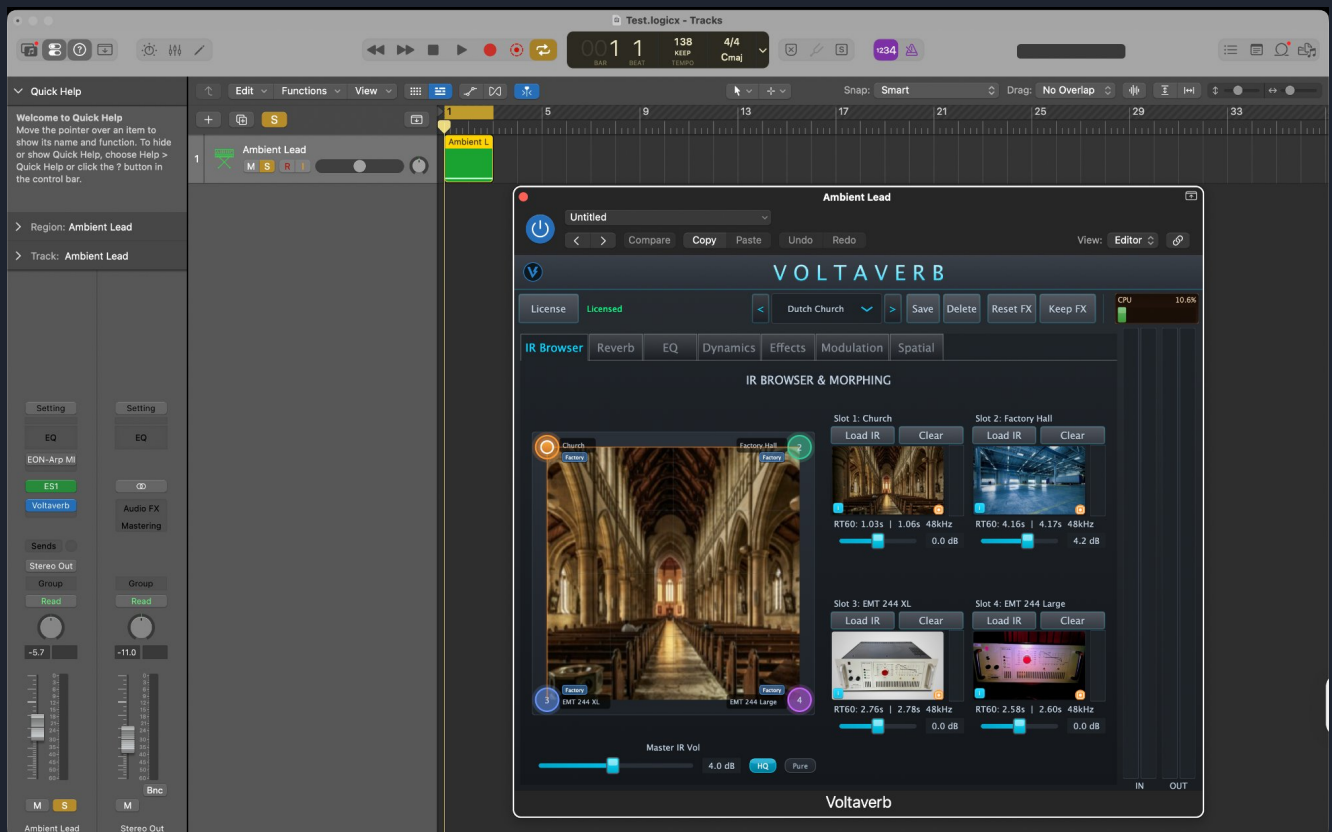 Test.logicx - Tracks
001 1 138 4/4
KEEP Cmaj
BAR BEAT TEMPO
1234
S
Quick Help
Edit Functions View
Snap: Smart
Drag: No Overlap
Welcome to Quick Help
Move the pointer over an item to
show its name and function. To hide
or show Quick Help, choose Help >
Quick Help or click the ? button in
the control bar.
S
1 5 9 13 17 21 25 29 33
1 Ambient Lead
M S R I
Ambient L
Region: Ambient Lead
Track: Ambient Lead
Ambient Lead
Untitled
Compare Copy Paste Undo Redo
View: Editor
VOLTAVERB
License Licensed
< Dutch Church > Save Delete Reset FX Keep FX
CPU 10.6%
IR Browser Reverb EQ Dynamics Effects Modulation Spatial
IR BROWSER & MORPHING
Church
Factory
Factory Hall
Factory
2
3
Factory
EMT 244 XL
Factory
EMT 244 Large
4
Slot 1: Church
Load IR Clear
RT60: 1.03s | 1.06s 48kHz
0.0 dB
Slot 2: Factory Hall
Load IR Clear
RT60: 4.16s | 4.17s 48kHz
4.2 dB
Slot 3: EMT 244 XL
Load IR Clear
RT60: 2.76s | 2.78s 48kHz
0.0 dB
Slot 4: EMT 244 Large
Load IR Clear
RT60: 2.58s | 2.60s 48kHz
0.0 dB
Master IR Vol
4.0 dB HQ Pure
IN OUT
Voltaverb
Setting Setting
EQ EQ
EON-Arp MI
ES1
Voltaverb Audio FX
Mastering
Sends
Stereo Out
Group Group
Read Read
-5.7 -11.0
Bnc
M S M
Ambient Lead Stereo Out